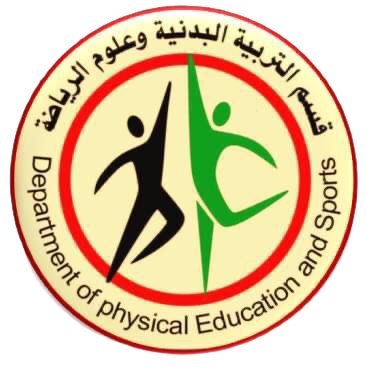 قسم التربية البدنية وعلوم الرياضة
Department of physical Education and Sports